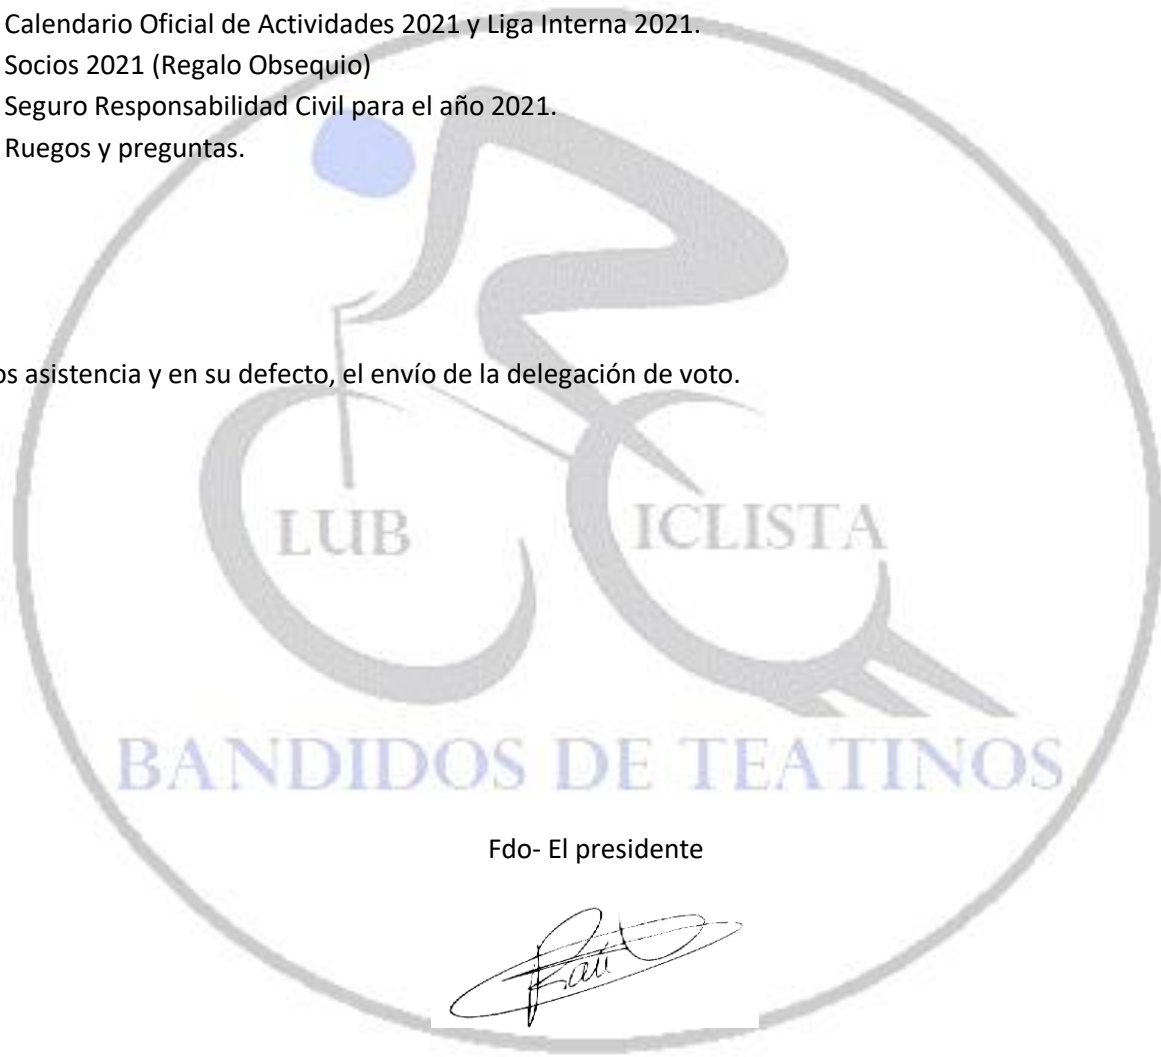 Calendario Oficial de Actividades 2021 y Liga Interna 2021.
Socios 2021 (Regalo Obsequio)
Seguro Responsabilidad Civil para el año 2021.
Ruegos y preguntas.
os asistencia y en su defecto, el envío de la delegación de voto.
LUB ICLISTA
BANDIDOS DE TEATINOS
Fdo- El presidente